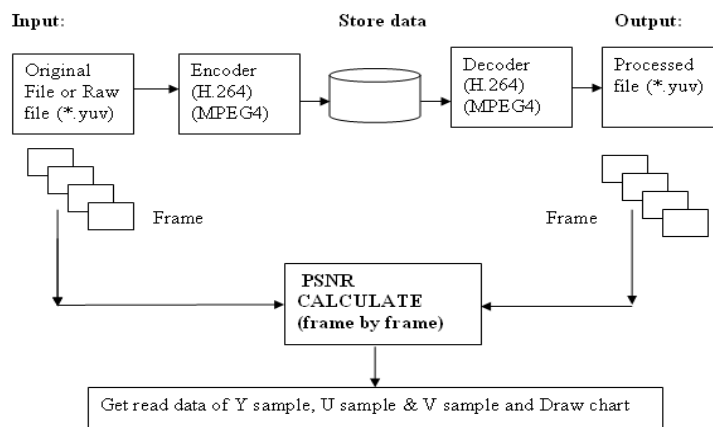 Input:
Store data
Output:
Original
File or Raw
file (*.yuv)
Encoder
(H.264)
(MPEG4)
Decoder
(H.264)
(MPEG4)
Processed
file (*.yuv)
Frame
Frame
PSNR
CALCULATE
(frame by frame)
Get read data of Y sample, U sample & V sample and Draw chart